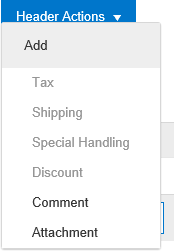 Header Actions
Add
Tax
Shipping
Special Handling
Discount
Comment
Attachment